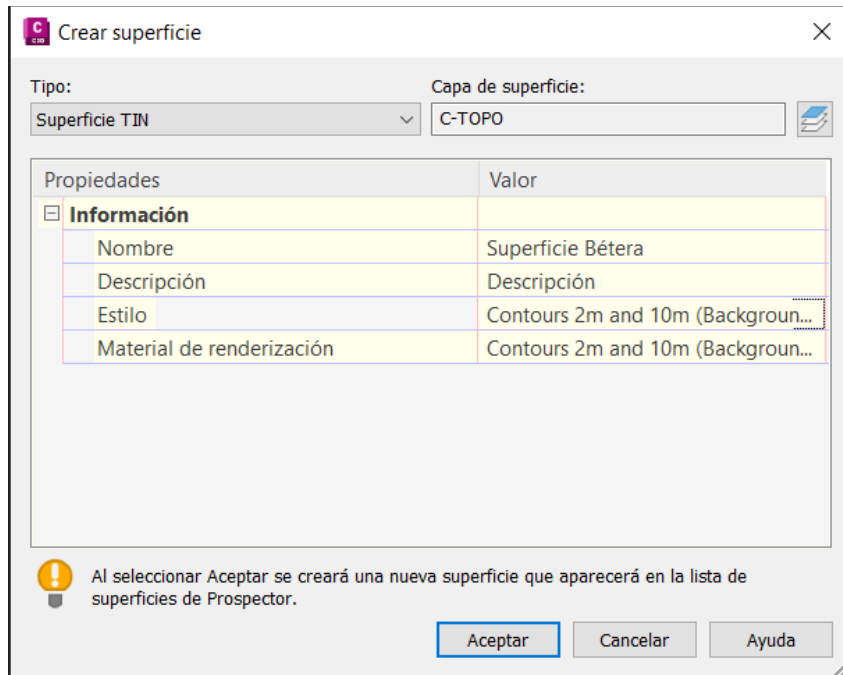 C
C3D
Crear superficie
Tipo:
Capa de superficie:
Superficie TIN
C-TOPO
Propiedades
Valor
Información
Nombre
Superficie Bétera
Descripción
Descripción
Estilo
Contours 2m and 10m (Backgroun...
Material de renderización
Contours 2m and 10m (Backgroun...
Al seleccionar Aceptar se creará una nueva superficie que aparecerá en la lista de
superficies de Prospector.
Aceptar
Cancelar
Ayuda